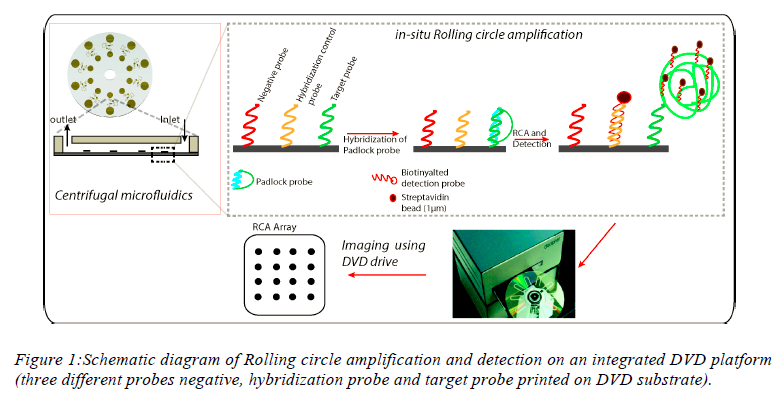 in-situ Rolling circle amplification
Negative probe
Hybridization control
probe
Target probe
outlet
Inlet
Hybridization of
Padlock probe
RCA and
Detection
Centrifugal microfluidics
Padlock probe
Biotinyalted
detection probe
Streptavidin
bead (1µm)
RCA Array
Imaging using
DVD drive
Figure 1:Schematic diagram of Rolling circle amplification and detection on an integrated DVD platform
(three different probes negative, hybridization probe and target probe printed on DVD substrate).